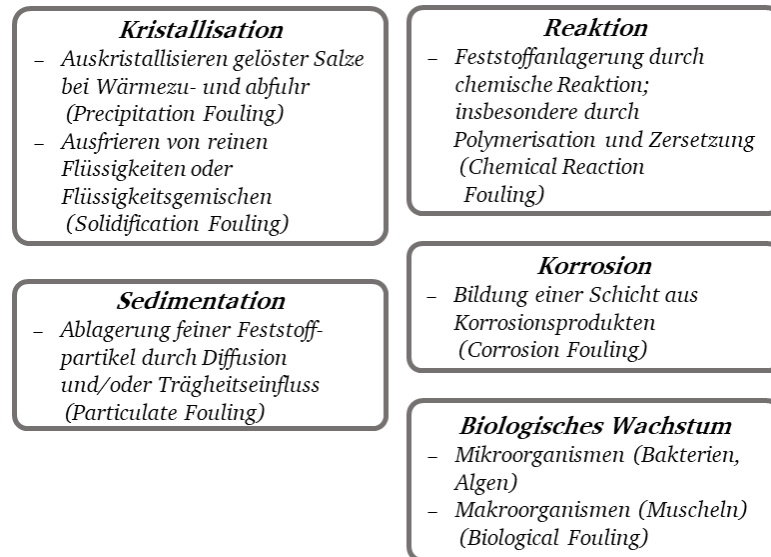 Kristallisation
– Auskristallisieren gelöster Salze
bei Wärmezu- und abfuhr
(Precipitation Fouling)
– Ausfrieren von reinen
Flüssigkeiten oder
Flüssigkeitsgemischen
(Solidification Fouling)
Sedimentation
– Ablagerung feiner Feststoff-
partikel durch Diffusion
und/oder Trägheitseinfluss
(Particulate Fouling)
Reaktion
– Feststoffanlagerung durch
chemische Reaktion;
insbesondere durch
Polymerisation und Zersetzung
(Chemical Reaction
Fouling)
Korrosion
– Bildung einer Schicht aus
Korrosionsprodukten
(Corrosion Fouling)
Biologisches Wachstum
– Mikroorganismen (Bakterien,
Algen)
– Makroorganismen (Muscheln)
(Biological Fouling)